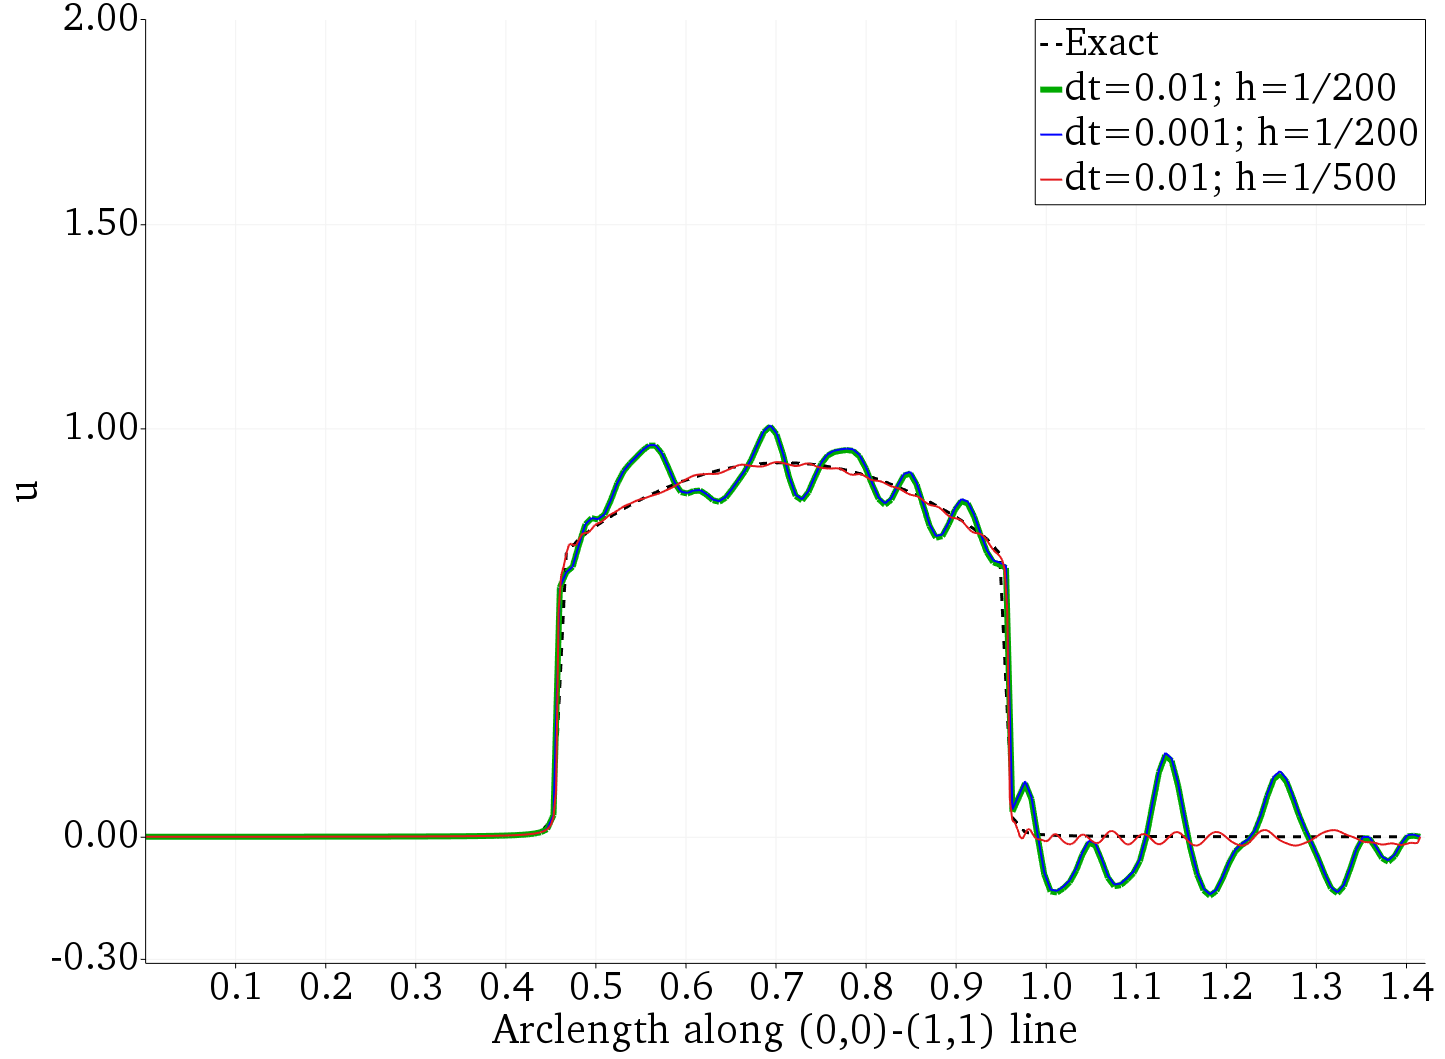 2.00
1.50
1.00
0.00
-0.30
u
u
Exact
dt=0.01; h=1/200
dt=0.001; h=1/200
dt=0.01; h=1/500
0.1 0.2 0.3 0.4 0.5 0.6 0.7 0.8 0.9 1.0 1.1 1.2 1.3 1.4
Arclength along (0,0)-(1,1) line